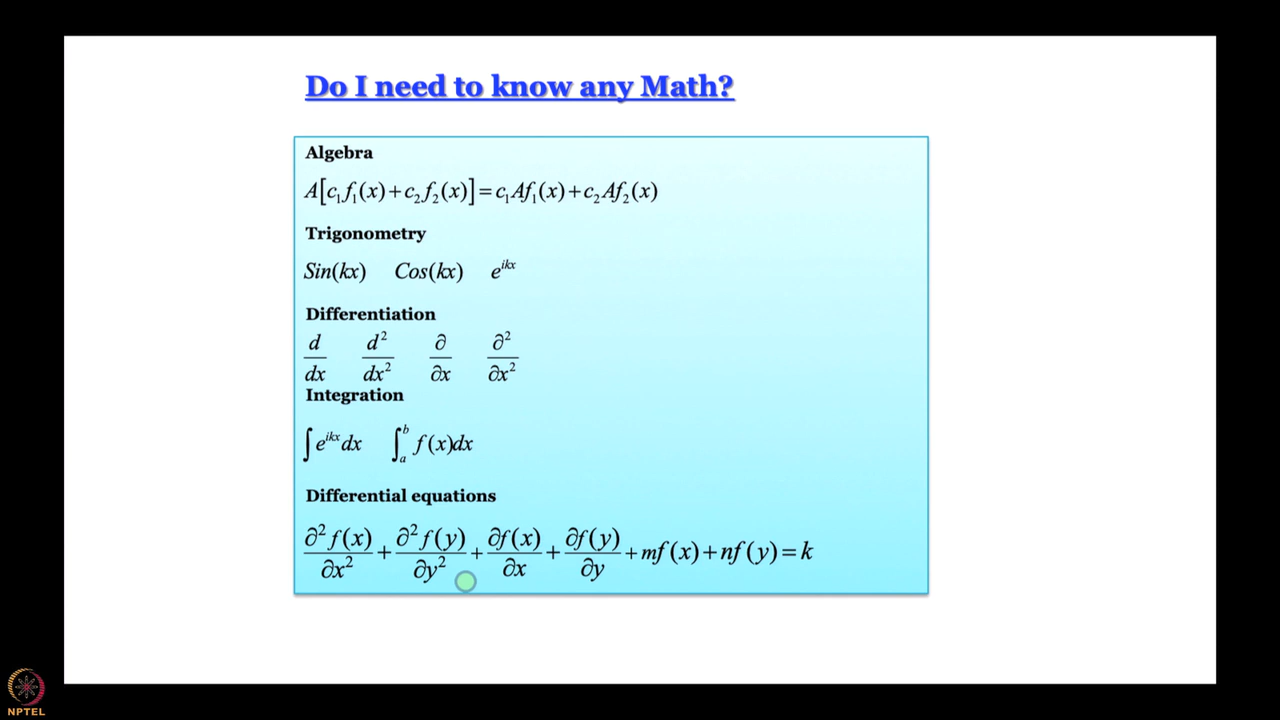 Do I need to know any Math?
Algebra
A[c₁f₁(x)+c₂f₂(x)]=c₁Af₁(x)+c₂Af₂(x)
Trigonometry
Sin(kx) Cos(kx) e^{ikx}
Differentiation
d/dx d²/dx² ∂/∂x ∂²/∂x²
Integration
∫e^{ikx}dx ∫_a^b f(x)dx
Differential equations
∂²f(x)/∂x² + ∂²f(y)/∂y² + ∂f(x)/∂x + ∂f(y)/∂y + mf(x)+nf(y)=k
NPTEL